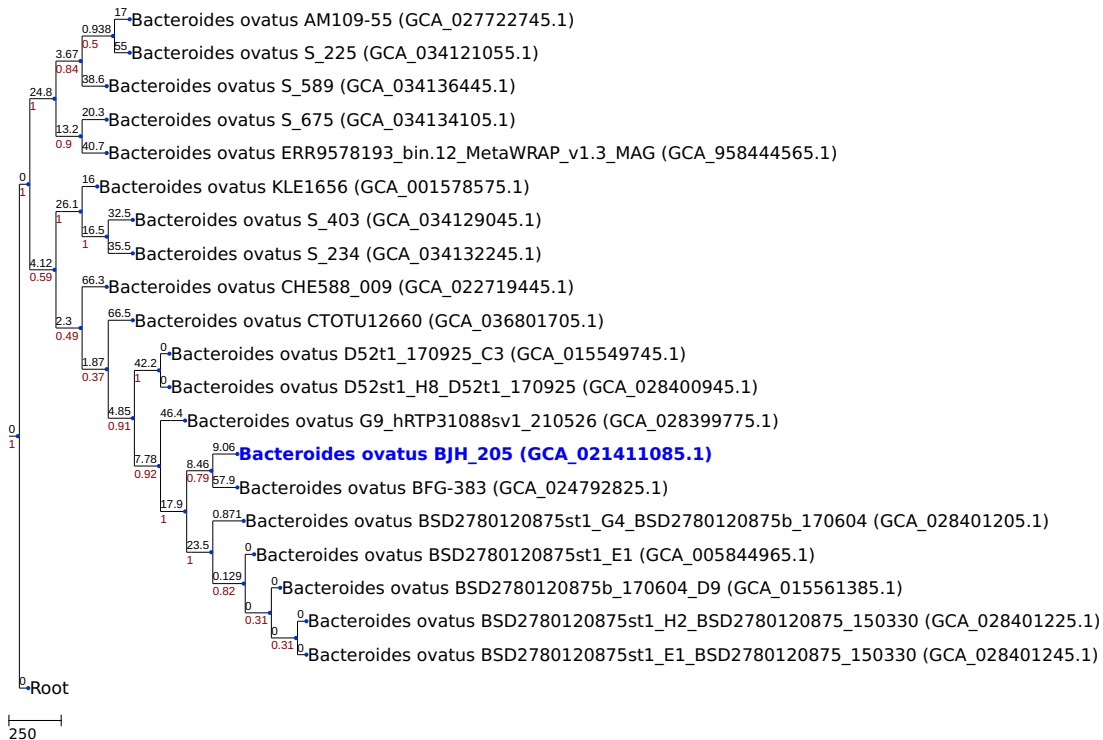 17
Bacteroides ovatus AM109-55 (GCA_027722745.1)
0.938
0.5
55
Bacteroides ovatus S_225 (GCA_034121055.1)
3.67
0.84
38.6
Bacteroides ovatus S_589 (GCA_034136445.1)
24.8
1
20.3
Bacteroides ovatus S_675 (GCA_034134105.1)
13.2
0.9
40.7
Bacteroides ovatus ERR9578193_bin.12_MetaWRAP_v1.3_MAG (GCA_958444565.1)
0
1
16
Bacteroides ovatus KLE1656 (GCA_001578575.1)
26.1
1
32.5
Bacteroides ovatus S_403 (GCA_034129045.1)
16.5
1
35.5
Bacteroides ovatus S_234 (GCA_034132245.1)
4.12
0.59
66.3
Bacteroides ovatus CHE588_009 (GCA_022719445.1)
2.3
0.49
66.5
Bacteroides ovatus CTOTU12660 (GCA_036801705.1)
1.87
0.37
0
Bacteroides ovatus D52t1_170925_C3 (GCA_015549745.1)
42.2
1
0
Bacteroides ovatus D52st1_H8_D52t1_170925 (GCA_028400945.1)
4.85
0.91
46.4
Bacteroides ovatus G9_hRTP31088sv1_210526 (GCA_028399775.1)
0
1
7.78
0.92
9.06
Bacteroides ovatus BJH_205 (GCA_021411085.1)
8.46
0.79
57.9
Bacteroides ovatus BFG-383 (GCA_024792825.1)
17.9
1
0.871
Bacteroides ovatus BSD2780120875st1_G4_BSD2780120875b_170604 (GCA_028401205.1)
23.5
1
0
Bacteroides ovatus BSD2780120875st1_E1 (GCA_005844965.1)
0.129
0.82
0
Bacteroides ovatus BSD2780120875b_170604_D9 (GCA_015561385.1)
0
0.31
0
Bacteroides ovatus BSD2780120875st1_H2_BSD2780120875_150330 (GCA_028401225.1)
0
0.31
0
Bacteroides ovatus BSD2780120875st1_E1_BSD2780120875_150330 (GCA_028401245.1)
0
Root
250